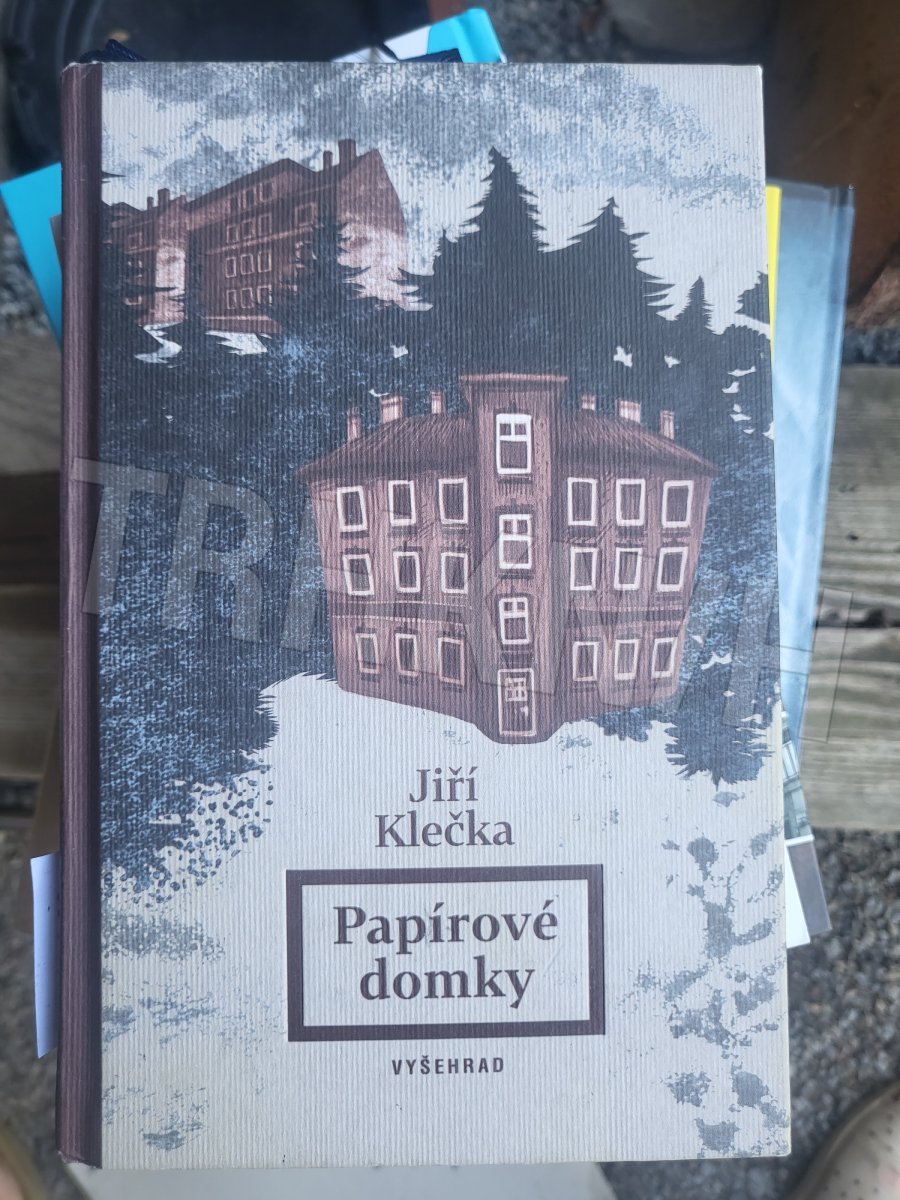 Jiří
Klečka
Papírové
domky
VYŠEHRAD